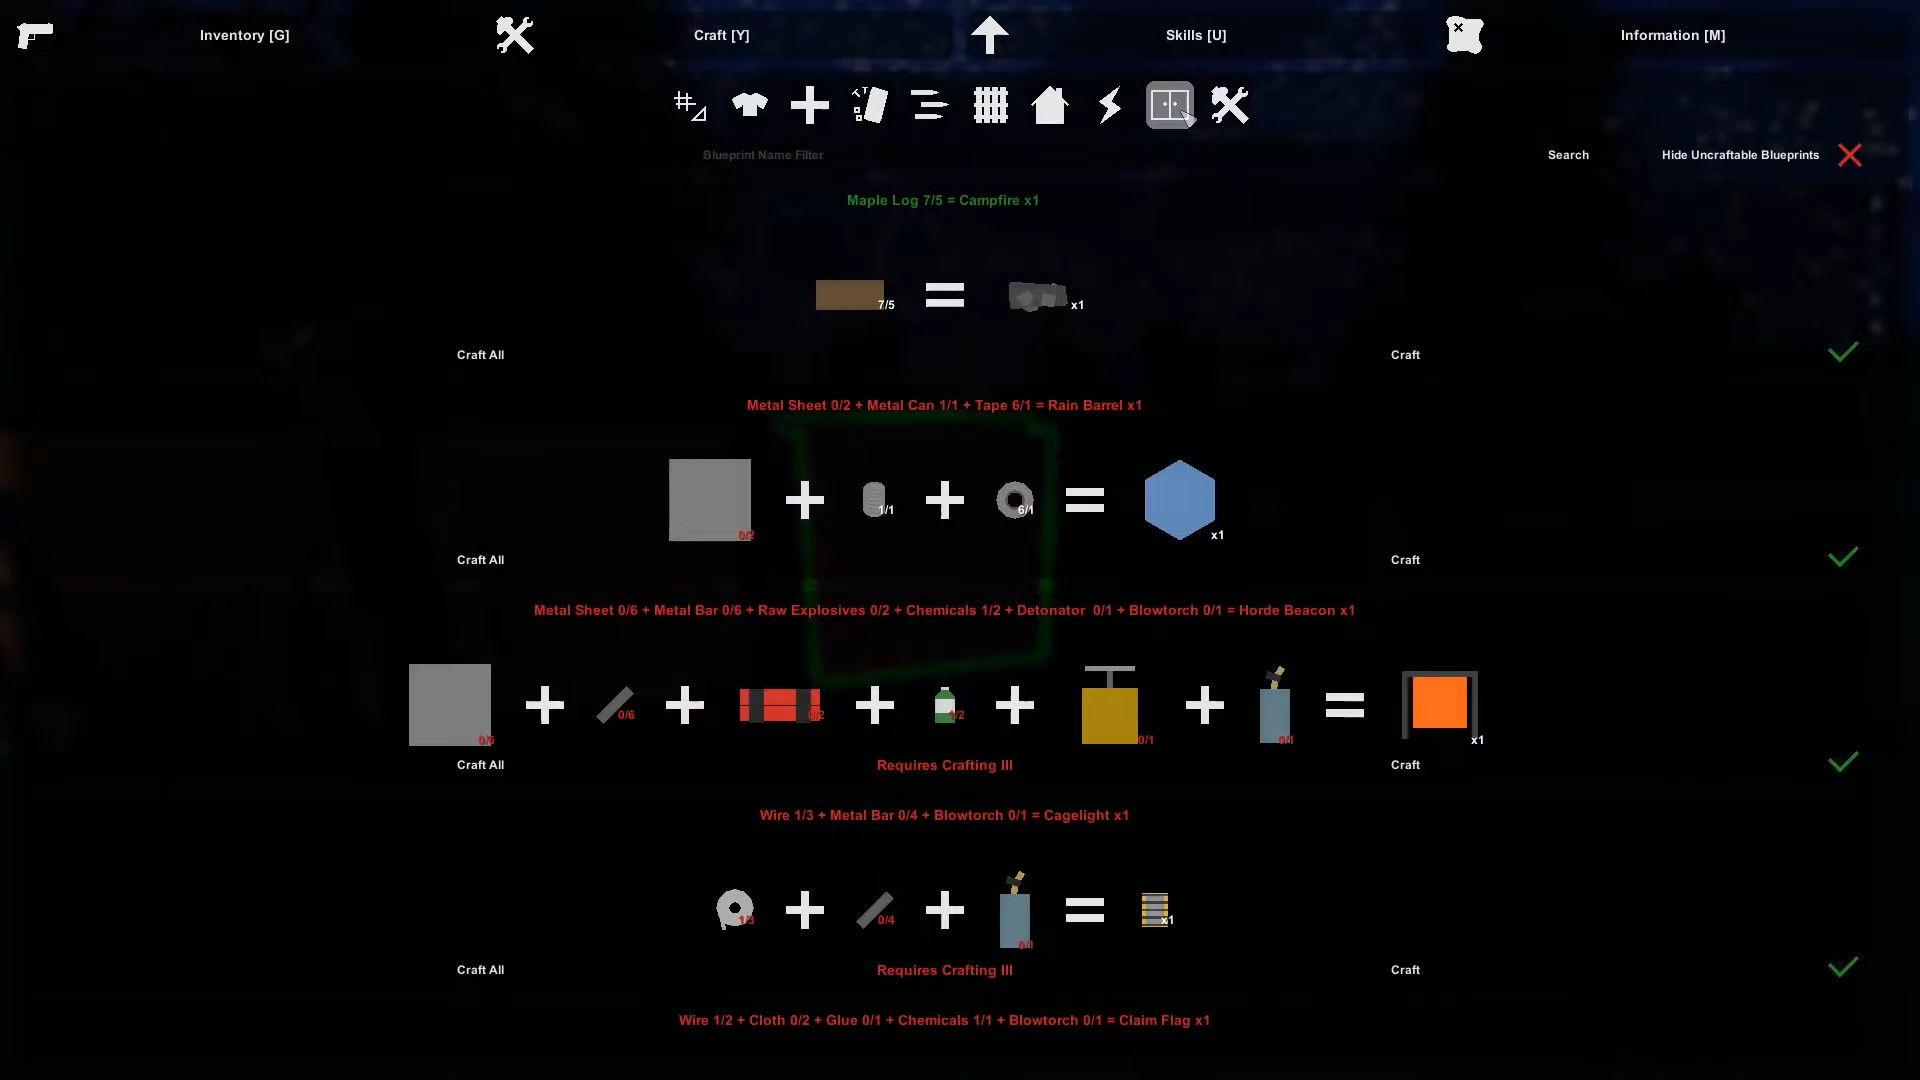 Inventory [G]
Craft [Y]
Skills [U]
Information [M]
Blueprint Name Filter
Search
Hide Uncraftable Blueprints
Maple Log 7/5 = Campfire x1
7/5
x1
Craft All
Craft
Metal Sheet 0/2 + Metal Can 1/1 + Tape 6/1 = Rain Barrel x1
0/2
1/1
6/1
x1
Craft All
Craft
Metal Sheet 0/6 + Metal Bar 0/6 + Raw Explosives 0/2 + Chemicals 1/2 + Detonator 0/1 + Blowtorch 0/1 = Horde Beacon x1
0/6
0/6
0/2
1/2
0/1
0/1
x1
Craft All
Requires Crafting III
Craft
Wire 1/3 + Metal Bar 0/4 + Blowtorch 0/1 = Cagelight x1
1/3
0/4
0/1
x1
Craft All
Requires Crafting III
Craft
Wire 1/2 + Cloth 0/2 + Glue 0/1 + Chemicals 1/1 + Blowtorch 0/1 = Claim Flag x1